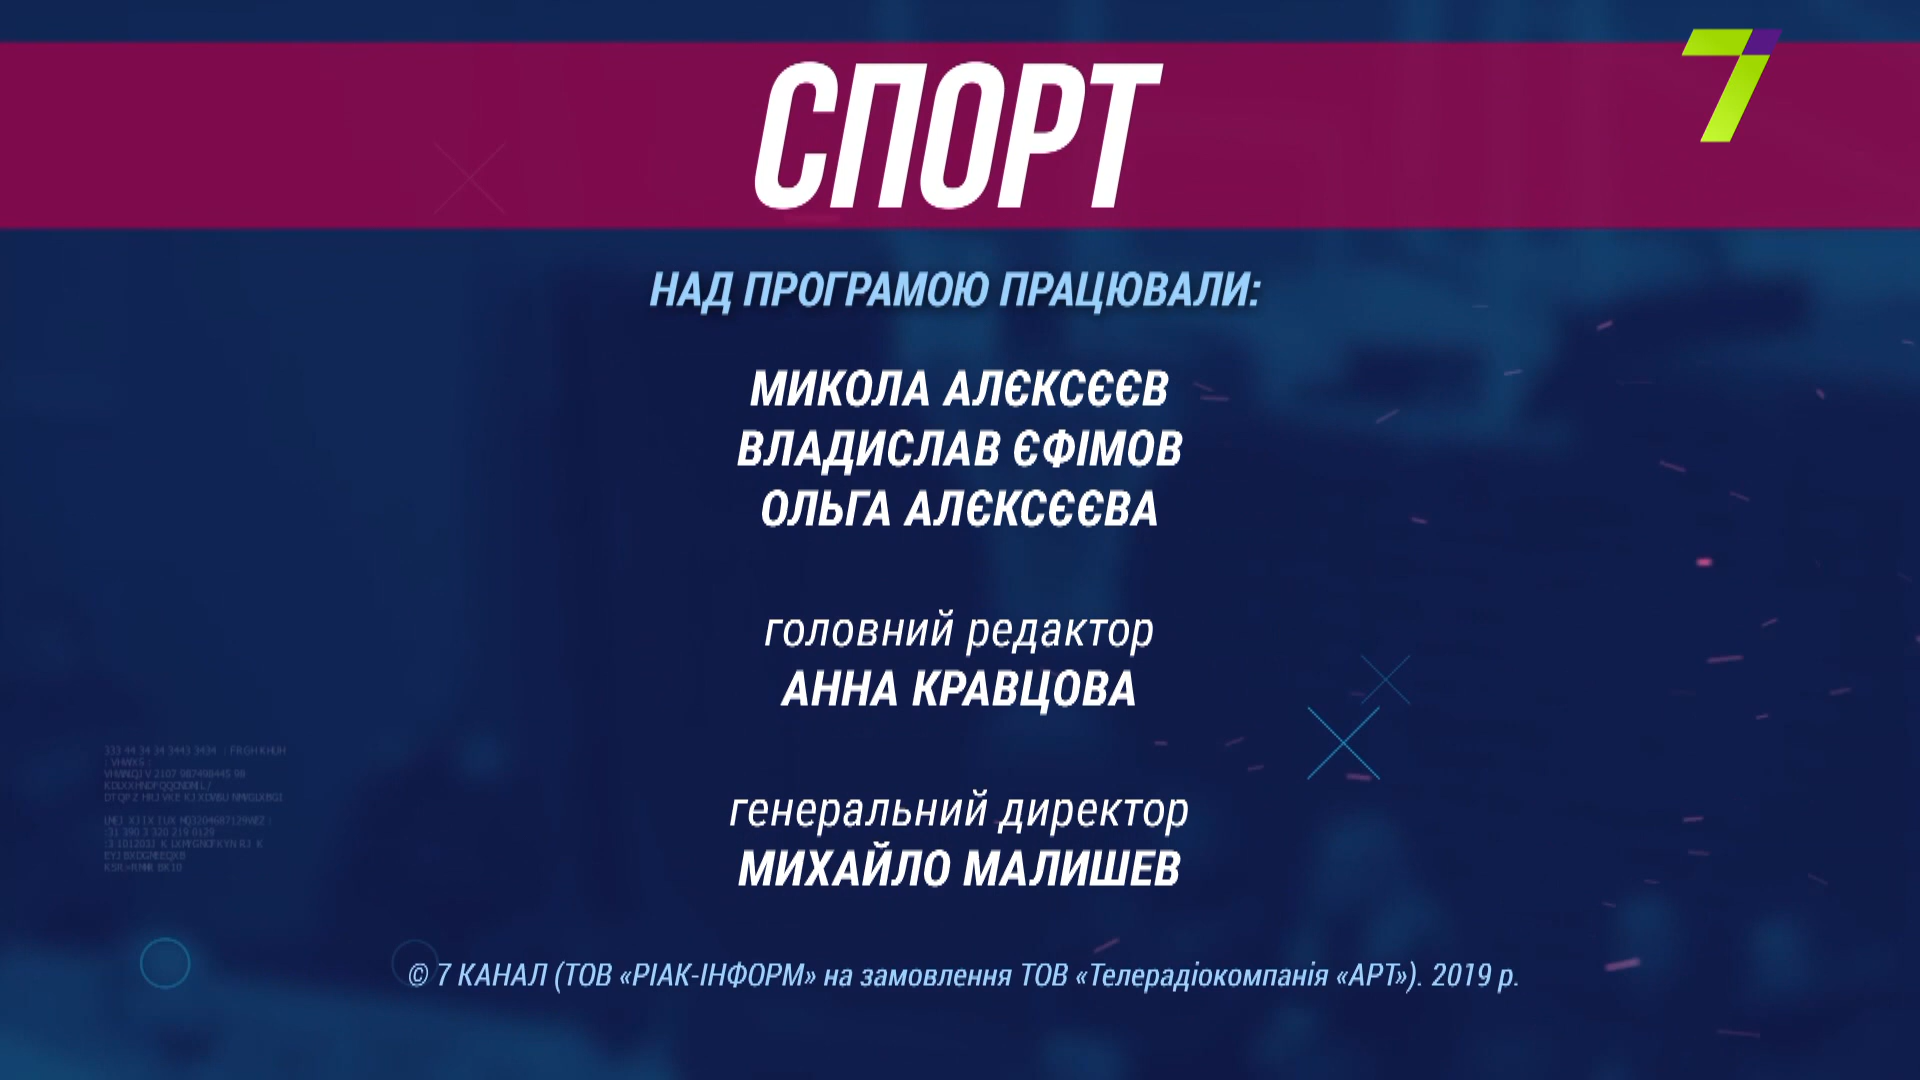 СПОРТ
7
НАД ПРОГРАМОЮ ПРАЦЮВАЛИ:
МИКОЛА АЛЄКСЄЄВ
ВЛАДИСЛАВ ЄФІМОВ
ОЛЬГА АЛЄКСЄЄВА
головний редактор
АННА КРАВЦОВА
генеральний директор
МИХАЙЛО МАЛИШЕВ
© 7 КАНАЛ (ТОВ «РІАК-ІНФОРМ» на замовлення ТОВ «Телерадіокомпанія «АРТ»). 2019 р.